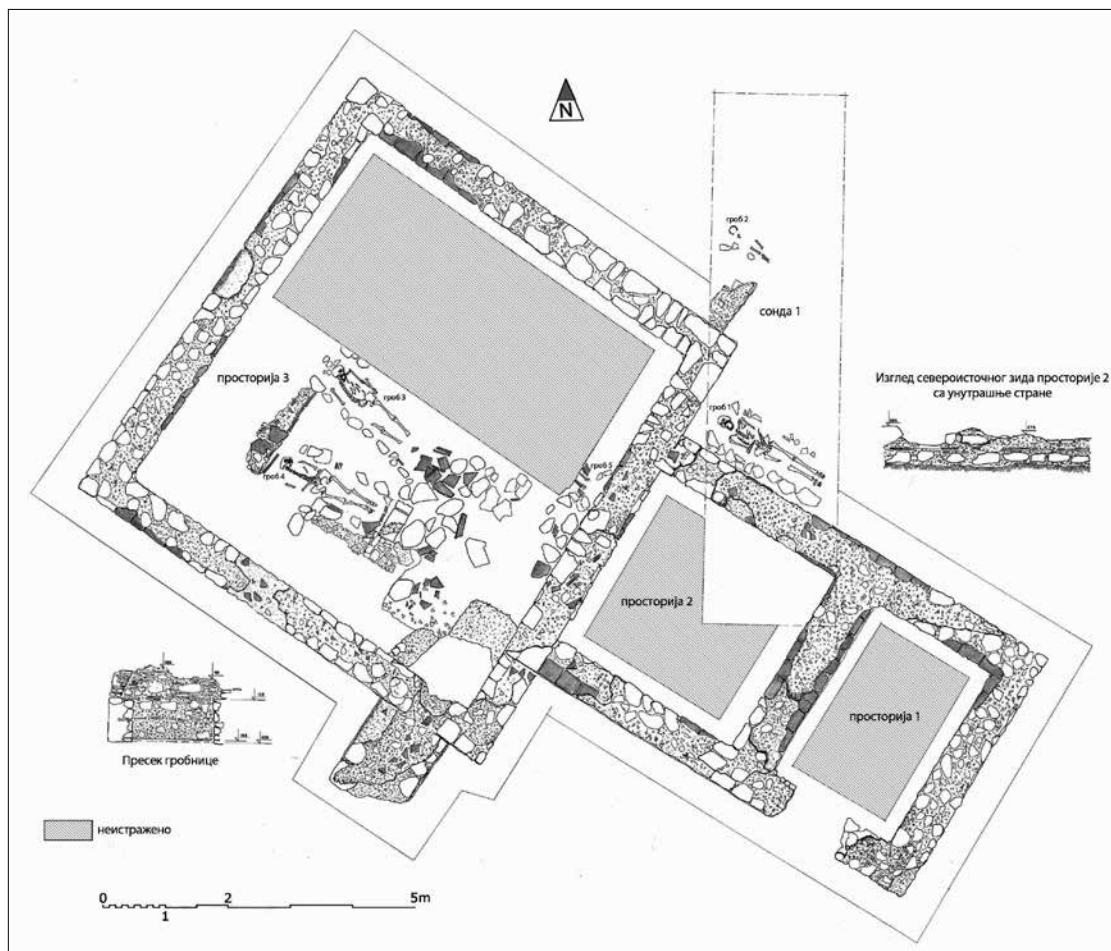 N
гроб 2
сонда 1
просторија 3
гроб 3
гроб 1
Изглед североисточног зида просторије 2
са унутрашње стране
гроб 4
гроб 5
просторија 2
просторија 1
Пресек гробнице
неистражено
0 2 5m
1